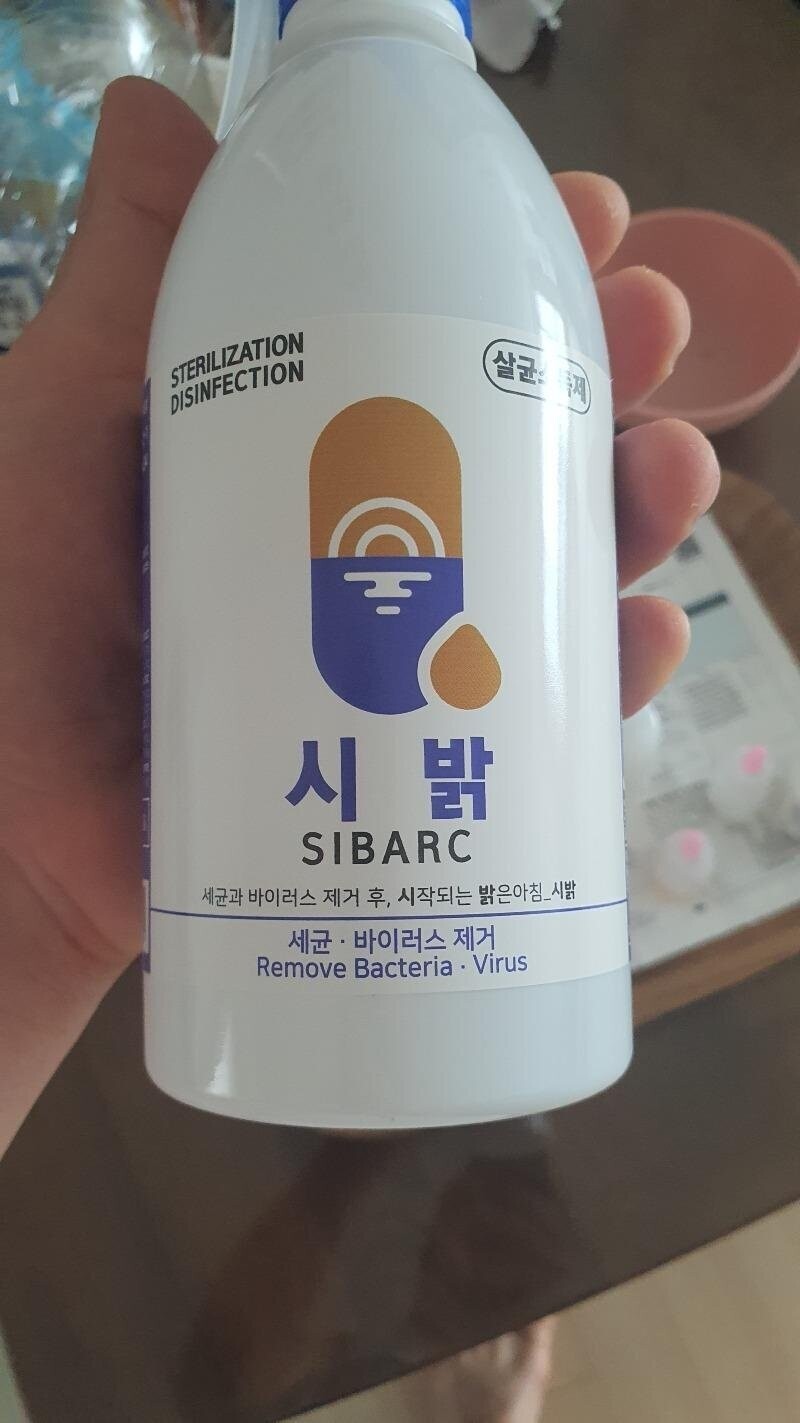 STERILIZATION
DISINFECTION
시 밝
SIBARC
세균과 바이러스 제거 후, 시작되는 밝은아침_시밝
세균 · 바이러스 제거
Remove Bacteria · Virus